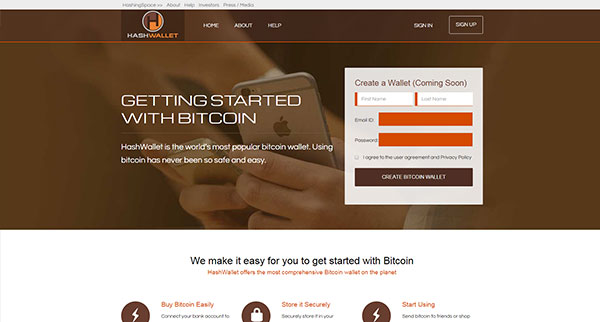 HashingSpace >> About Help Investors Press / Media
HASHWALLET
HOME ABOUT HELP
SIGN IN SIGN UP
GETTING STARTED
WITH BITCOIN
HashWallet is the world's most popular bitcoin wallet. Using
bitcoin has never been so safe and easy.
Create a Wallet (Coming Soon)
First Name Last Name
Email ID:
Password:
I agree to the user agreement and Privacy Policy
CREATE BITCOIN WALLET
We make it easy for you to get started with Bitcoin
HashWallet offers the most comprehensive Bitcoin wallet on the planet
Buy Bitcoin Easily
Connect your bank account to
Store it Securely
Securely store it in your
Start Using
Send bitcoin to friends or shop